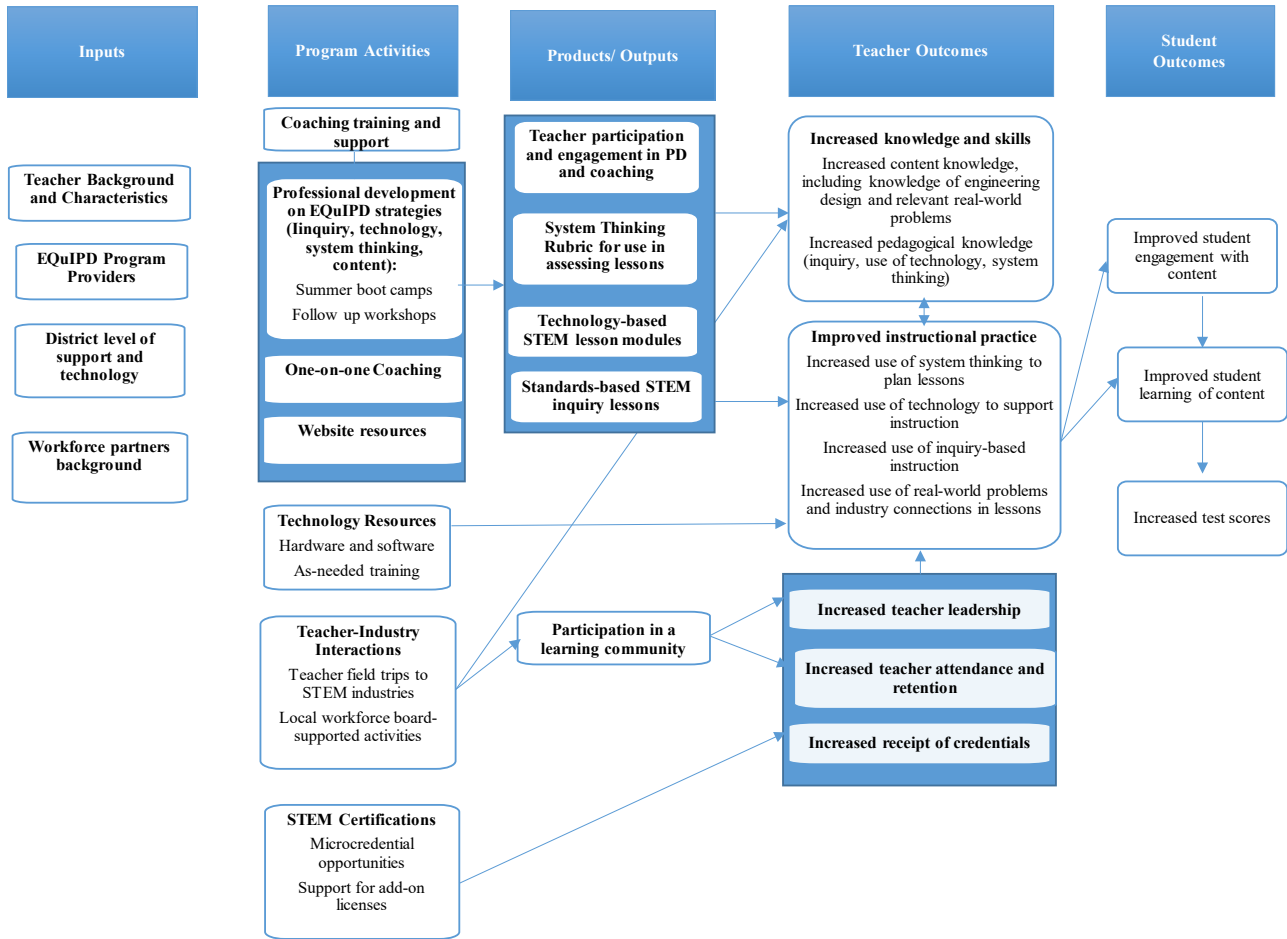 Inputs
Program Activities
Products/ Outputs
Teacher Outcomes
Student
Outcomes
Teacher Background
and Characteristics
EQuIPD Program
Providers
District level of
support and
technology
Workforce partners
background
Coaching training and
support
Professional development
on EQuIPD strategies
(Iinquiry, technology,
system thinking,
content):
Summer boot camps
Follow up workshops
One-on-one Coaching
Website resources
Technology Resources
Hardware and software
As-needed training
Teacher-Industry
Interactions
Teacher field trips to
STEM industries
Local workforce board-
supported activities
STEM Certifications
Microcredential
opportunities
Support for add-on
licenses
Teacher participation
and engagement in PD
and coaching
System Thinking
Rubric for use in
assessing lessons
Technology-based
STEM lesson modules
Standards-based STEM
inquiry lessons
Participation in a
learning community
Increased knowledge and skills
Increased content knowledge,
including knowledge of engineering
design and relevant real-world
problems
Increased pedagogical knowledge
(inquiry, use of technology, system
thinking)
Improved instructional practice
Increased use of system thinking to
plan lessons
Increased use of technology to support
instruction
Increased use of inquiry-based
instruction
Increased use of real-world problems
and industry connections in lessons
Increased teacher leadership
Increased teacher attendance and
retention
Increased receipt of credentials
Improved student
engagement with
content
Improved student
learning of content
Increased test scores